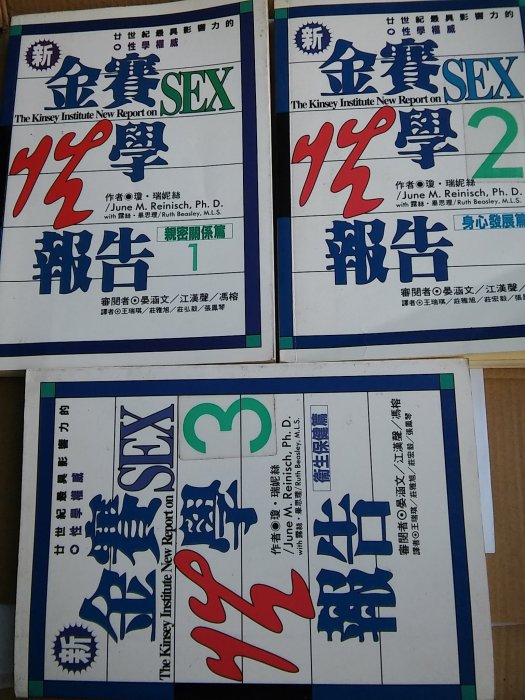 廿世紀最具影響力的
性學權威
新
金賽
The Kinsey Institute New Report on SEX
性學
作者●瓊・瑞妮絲
/June M. Reinisch, Ph. D.
with 露絲・畢思理/Ruth Beasley, M.L.S.
報告
親密關係篇
1
審閱者●晏涵文/江漢聲/馮榕
譯者●王瑞琪/莊雅旭/莊弘毅/張鳳琴
廿世紀最具影響力的
性學權威
新
金賽
The Kinsey Institute New Report on SEX
性學
2
作者●瓊・瑞妮絲
/June M. Reinisch, Ph. D.
with 露絲・畢思理/Ruth Beasley, M.L.S.
報告
身心發展篇
審閱者●晏涵文/江漢聲/
譯者●王瑞琪/莊雅旭/莊宏毅/張
廿世紀最具影響力的
性學權威
新
金賽
The Kinsey Institute New Report on SEX
性學
3
作者●瓊・瑞妮絲
/June M. Reinisch, Ph. D.
with 露絲・畢思理/Ruth Beasley, M.L.S.
報告
衛生保健篇
審閱者●晏涵文/江漢聲/馮榕
譯者●王瑞琪/莊雅旭/莊宏毅/張鳳琴